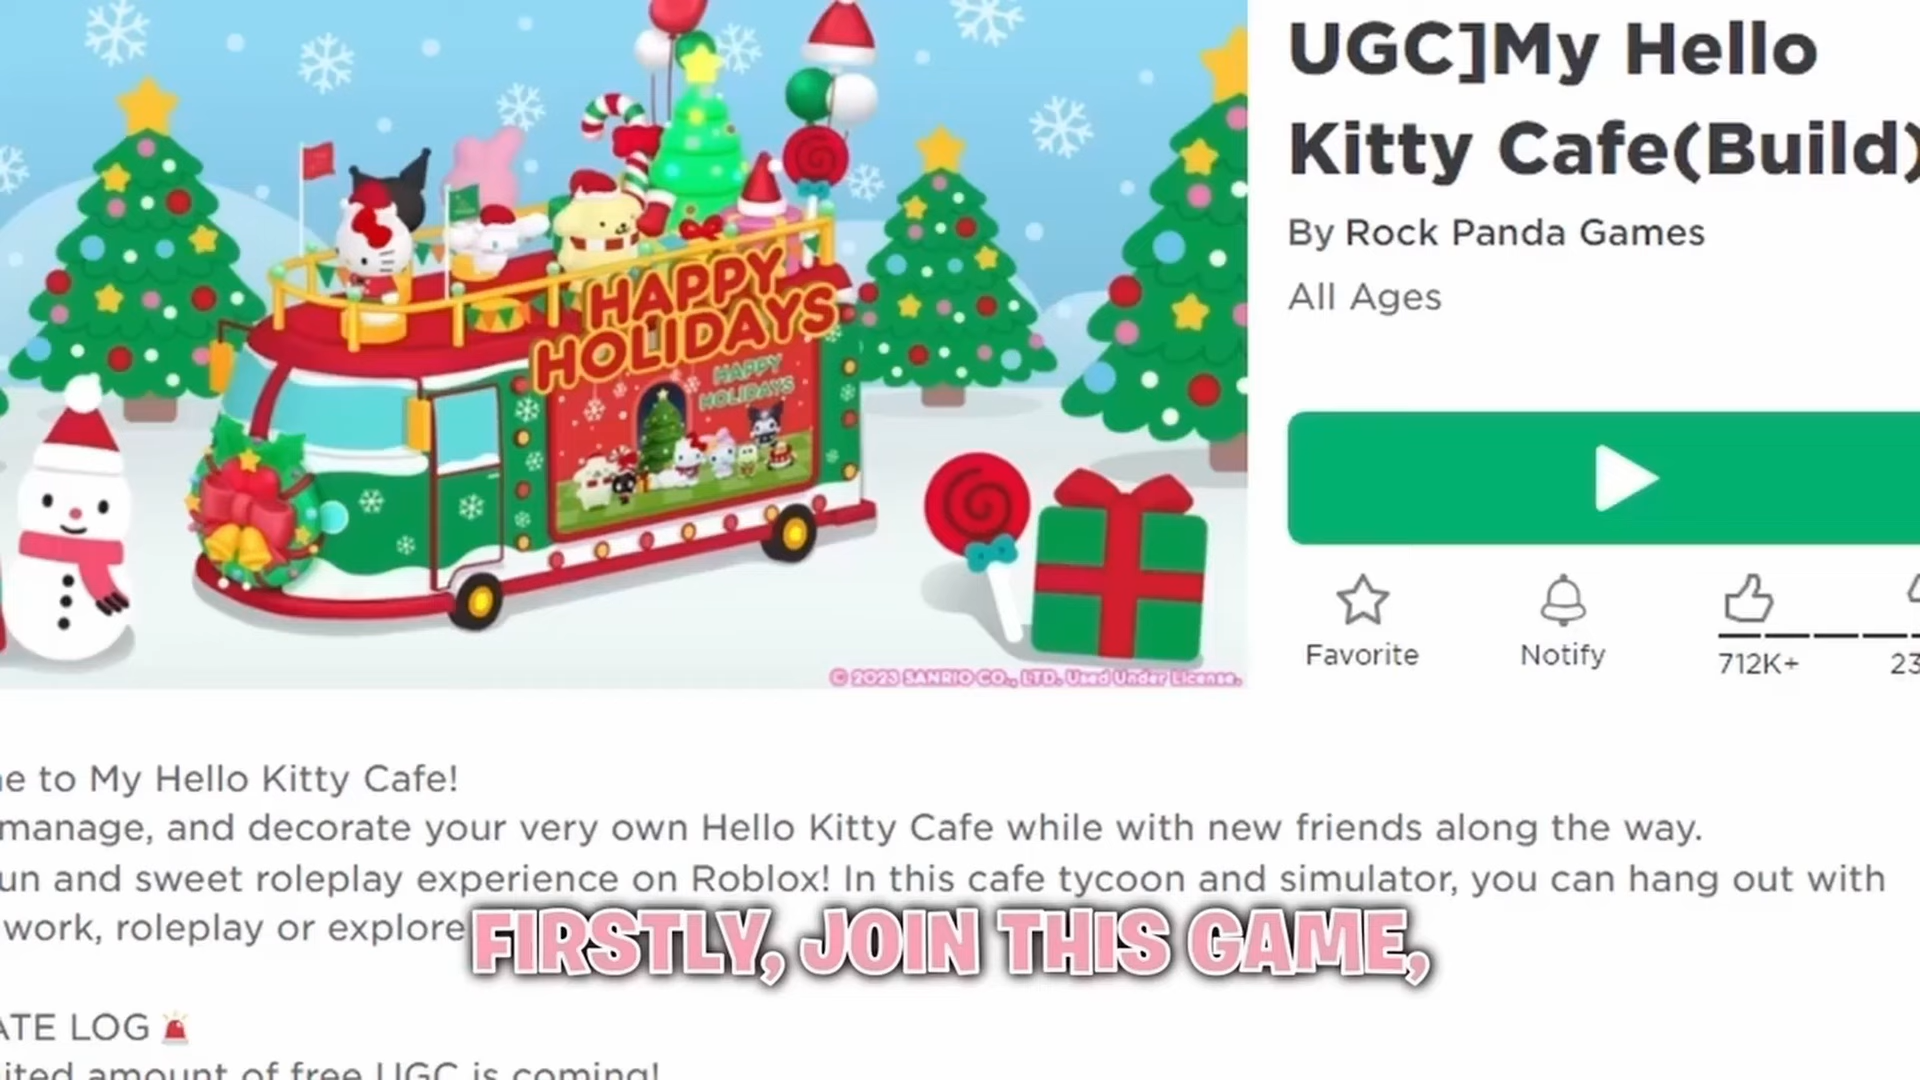 UGC]My Hello
Kitty Cafe(Build)
By Rock Panda Games
All Ages
HAPPY
HOLIDAYS
HAPPY
HOLIDAYS
Favorite
Notify
712K+
23
© 2023 SANRIO CO., LTD. Used Under License.
e to My Hello Kitty Cafe!
manage, and decorate your very own Hello Kitty Cafe while with new friends along the way.
un and sweet roleplay experience on Roblox! In this cafe tycoon and simulator, you can hang out with
work, roleplay or explore
FIRSTLY, JOIN THIS GAME,
ATE LOG
ited amount of free UGC is coming!